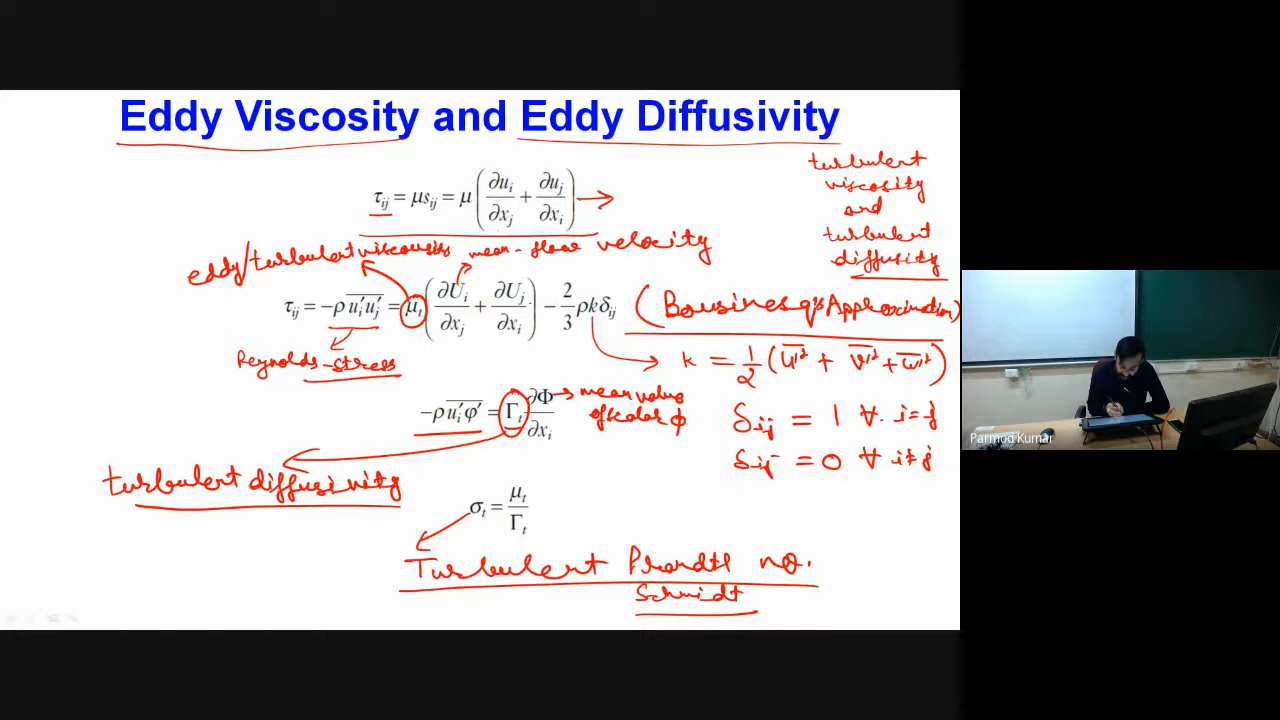 Eddy Viscosity and Eddy Diffusivity
turbulent
viscosity
and
turbulent
diffusity
τij = μsij = μ(∂ui/∂xj + ∂uj/∂xi) →
eddy/turbulent viscousity mean-flow velocity
τij = −ρ u′iu′j = μt(∂Ui/∂xj + ∂Uj/∂xi) − 2/3 ρkδij (Bousinesq's Approximation)
Reynolds-stress
k = 1/2 (u'² + v'² + w'²)
−ρ u′iφ′ = Γt ∂Φ/∂xi → mean value
of scalar ϕ
δij = 1 ∀ i=j
δij = 0 ∀ i≠j
turbulent diffusivity
σt = μt/Γt
Turbulent Prandtl no.
Schmidt
Parmod Kumar